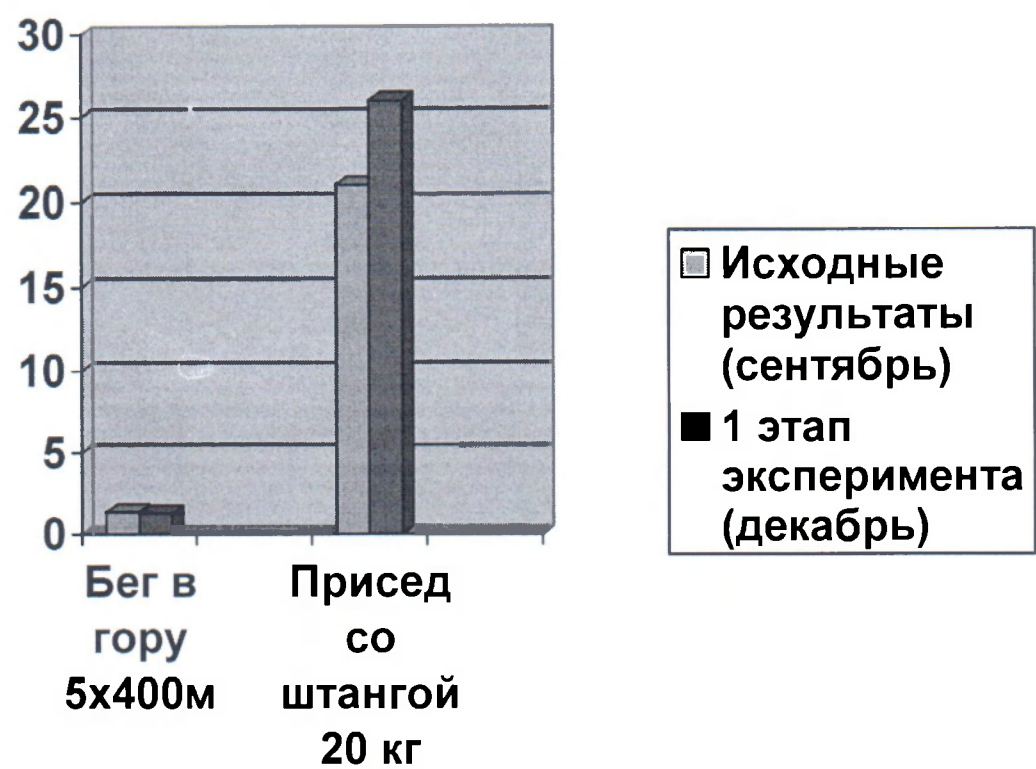 30
25
20
15
10
5
0
Бег в
гору
5х400м
Присед
со
штангой
20 кг
Исходные
результаты
(сентябрь)
1 этап
эксперимента
(декабрь)